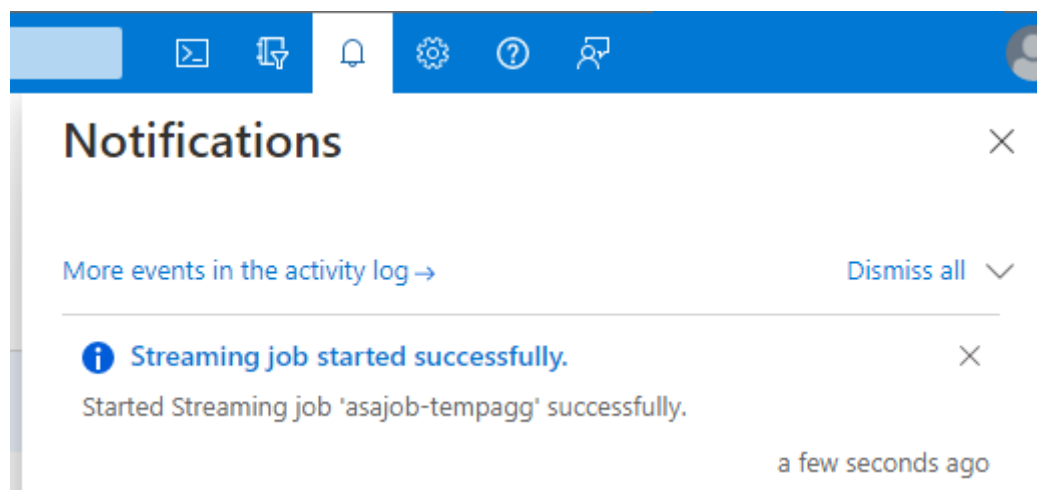 Notifications
More events in the activity log →
Dismiss all
Streaming job started successfully.
Started Streaming job 'asajob-tempagg' successfully.
a few seconds ago